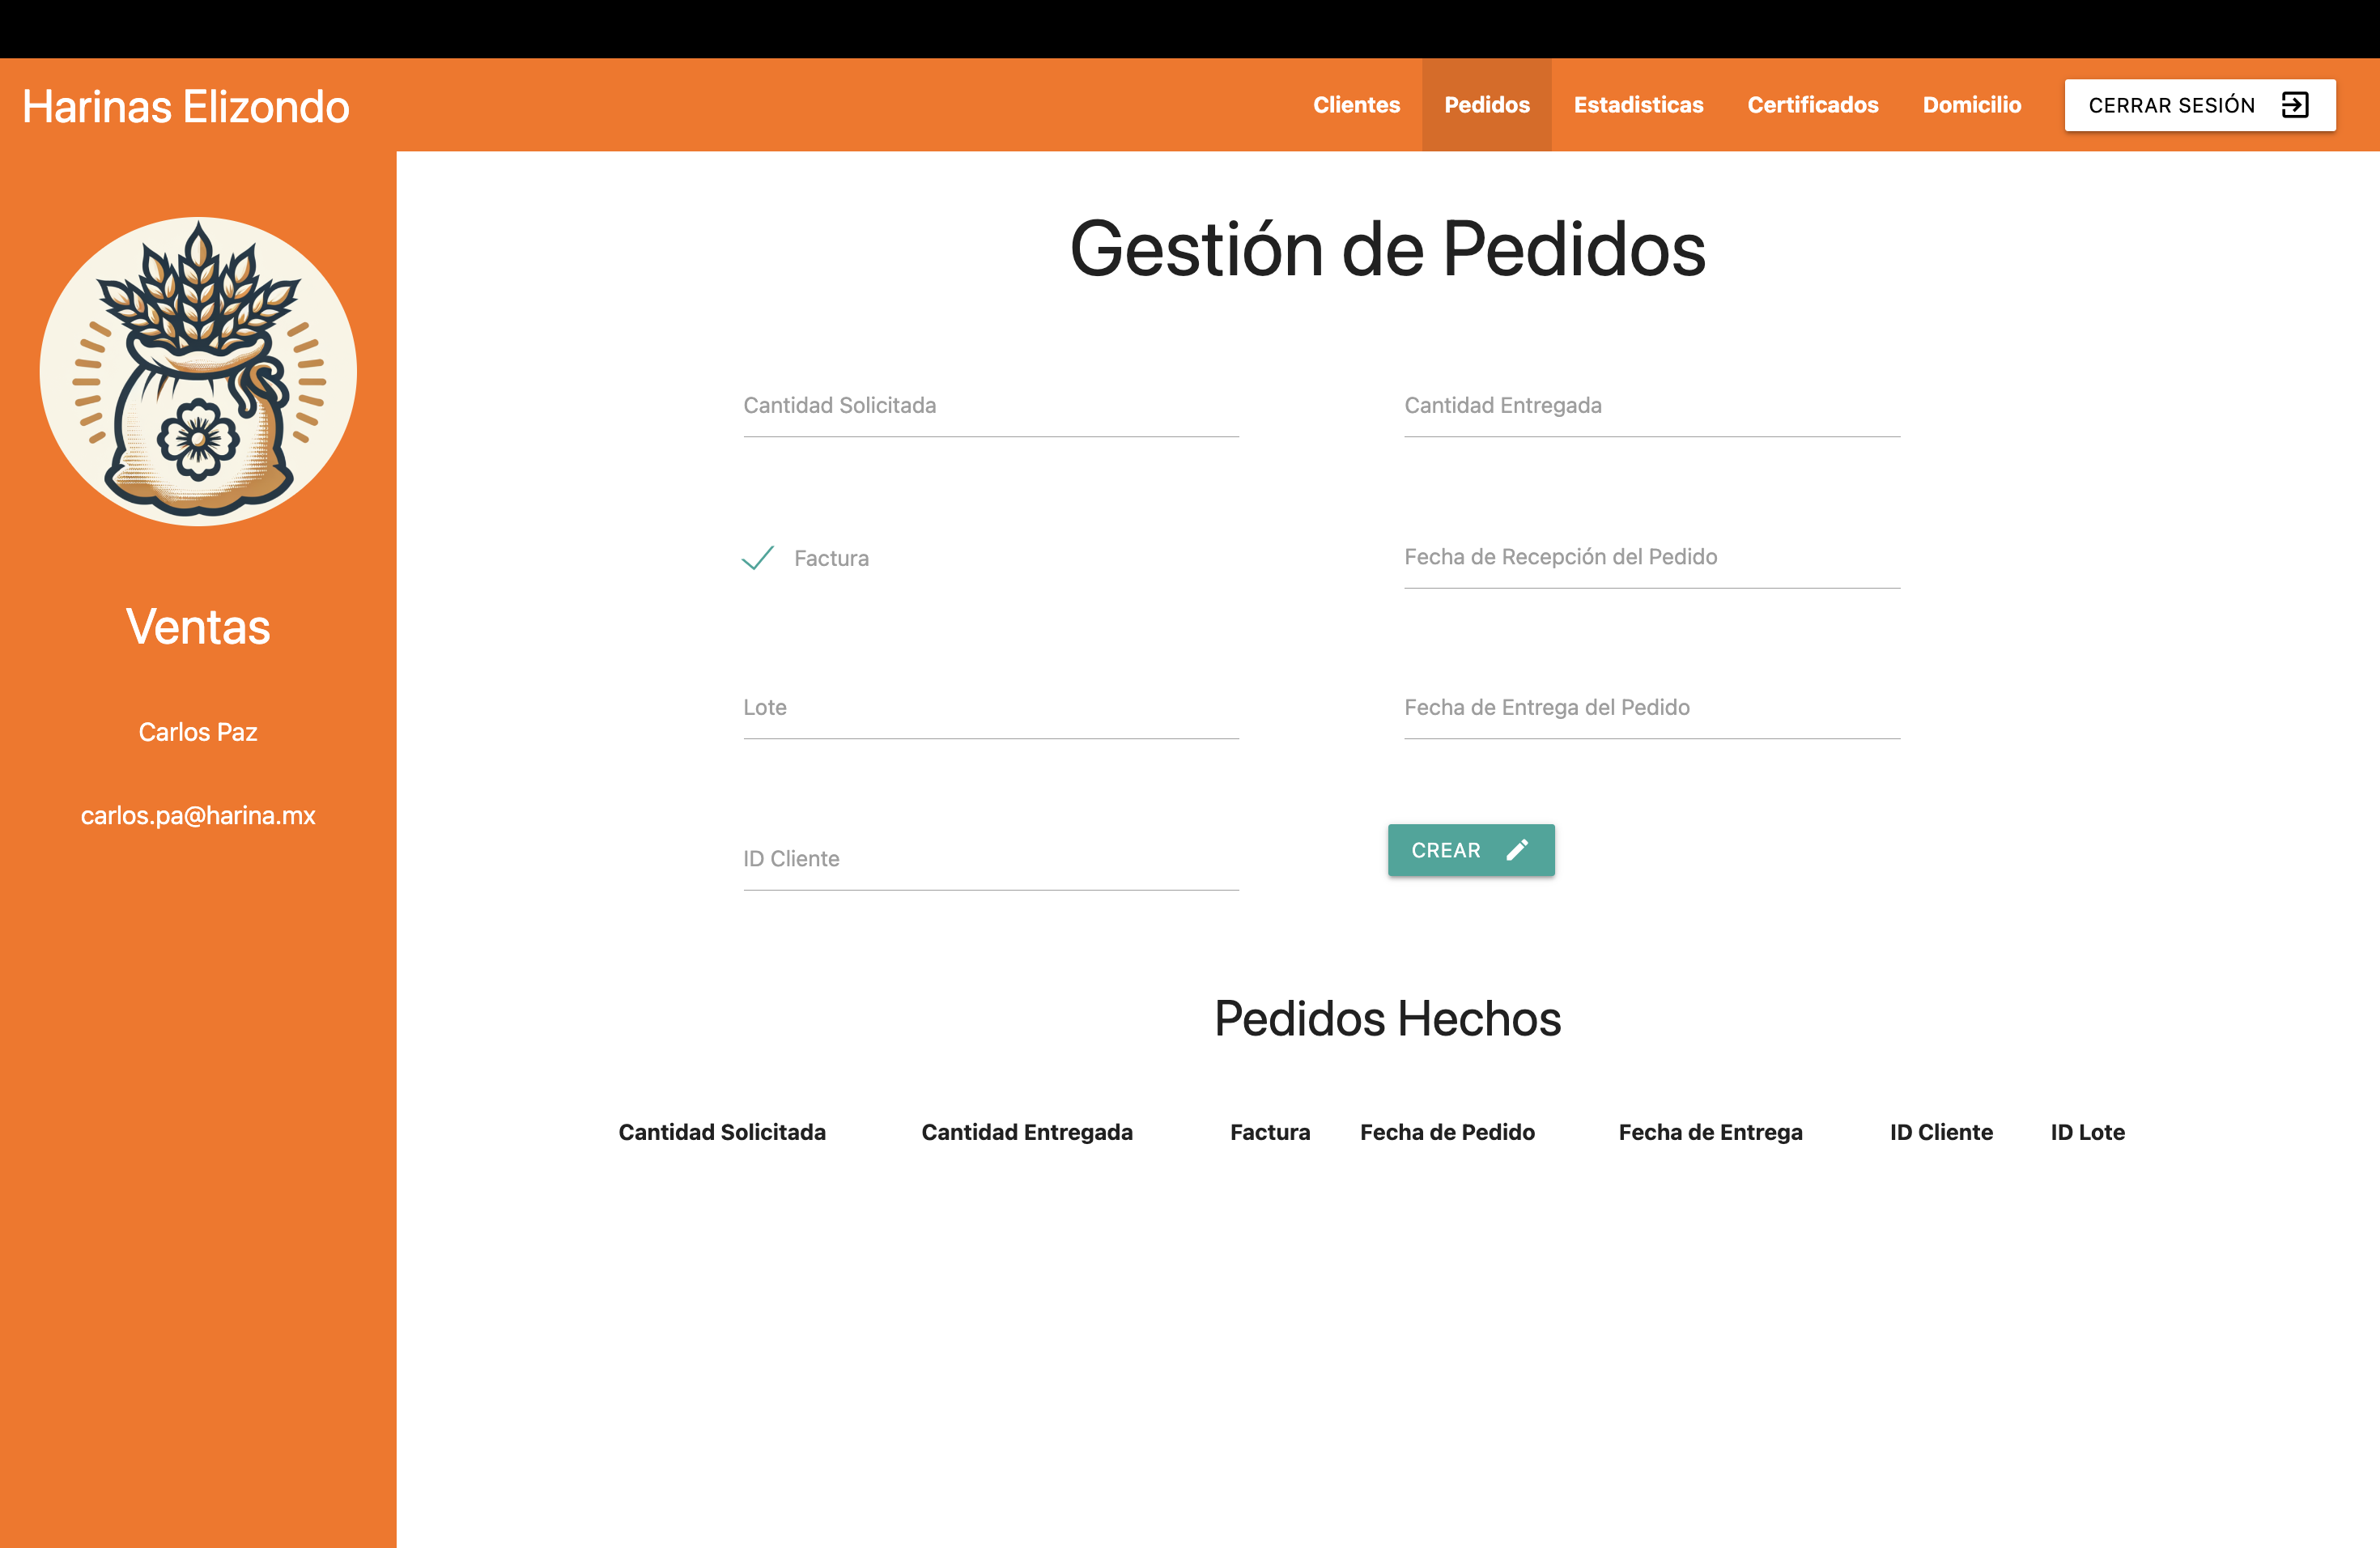 Harinas Elizondo
Clientes Pedidos Estadisticas Certificados Domicilio CERRAR SESIÓN
Ventas
Carlos Paz
carlos.pa@harina.mx
Gestión de Pedidos
Cantidad Solicitada Cantidad Entregada
Factura Fecha de Recepción del Pedido
Lote Fecha de Entrega del Pedido
ID Cliente CREAR
Pedidos Hechos
Cantidad Solicitada Cantidad Entregada Factura Fecha de Pedido Fecha de Entrega ID Cliente ID Lote